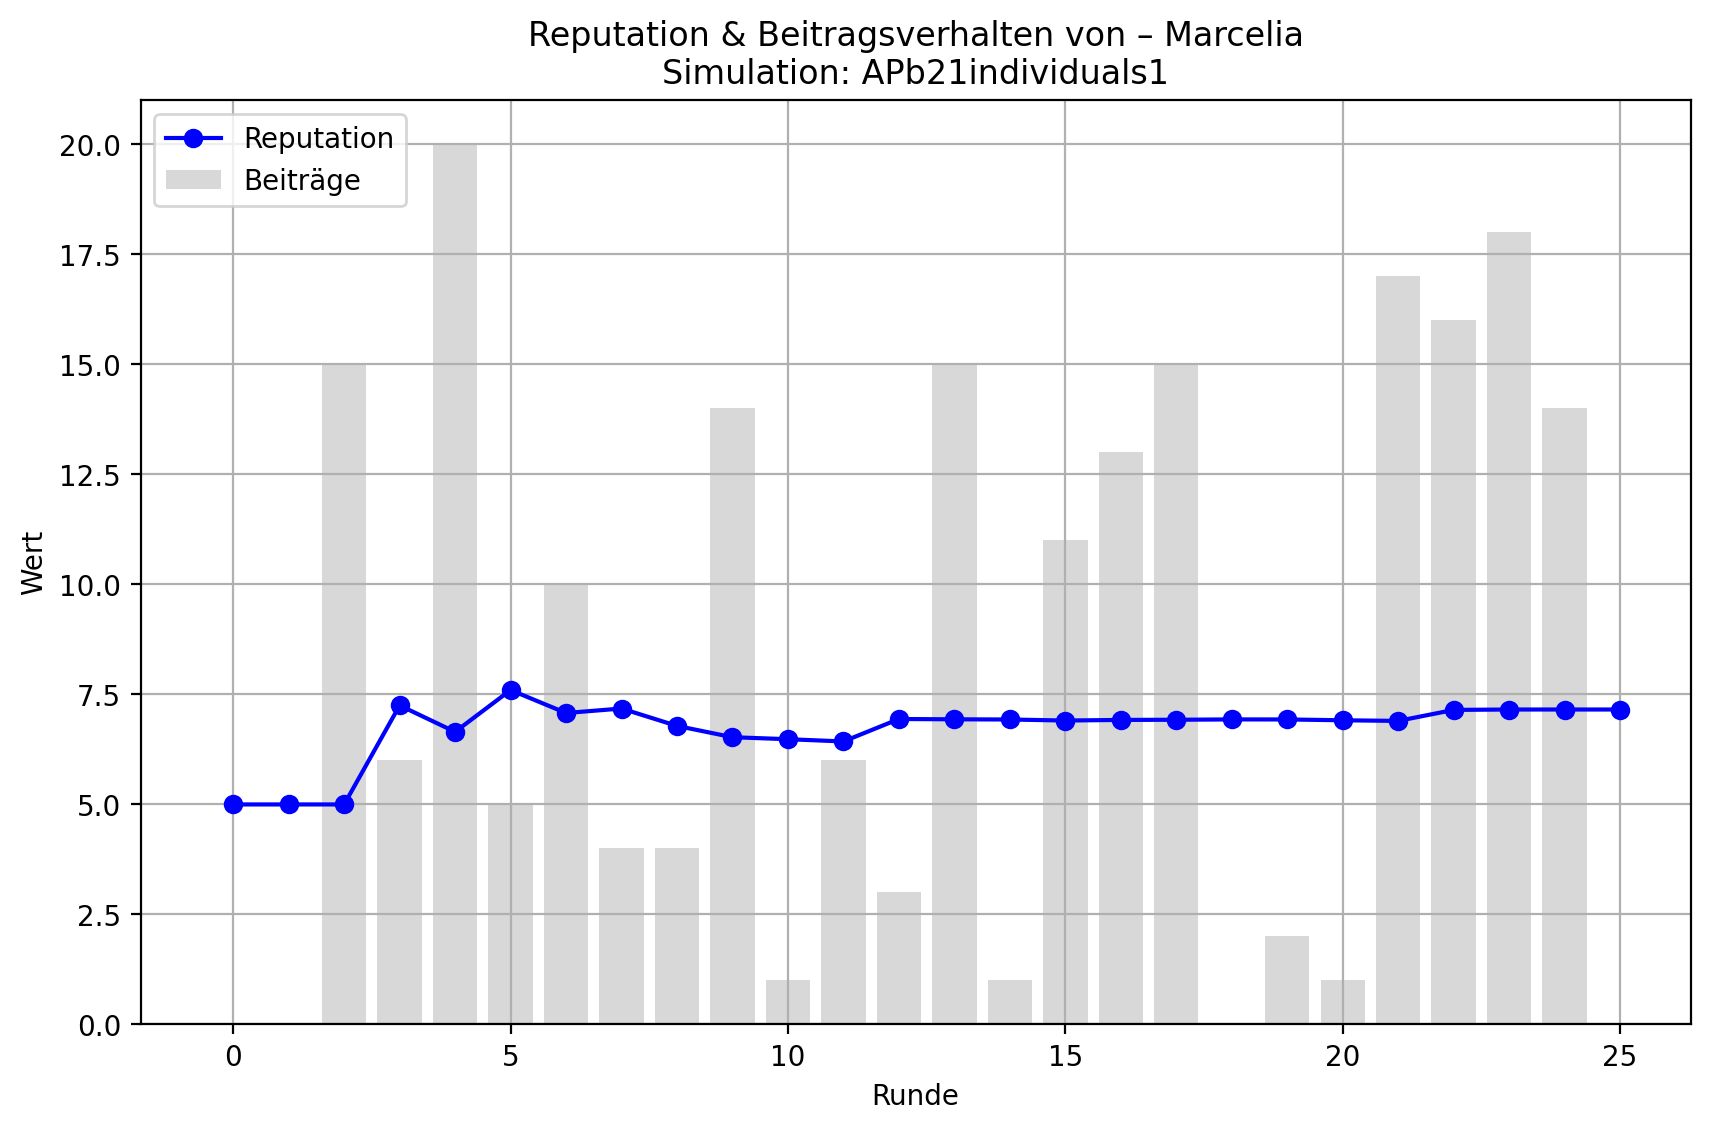 Reputation & Beitragsverhalten von – Marcelia
Simulation: APb21individuals1
Reputation
Beiträge
20.0
17.5
15.0
12.5
10.0
7.5
5.0
2.5
0.0
Wert
0 5 10 15 20 25
Runde